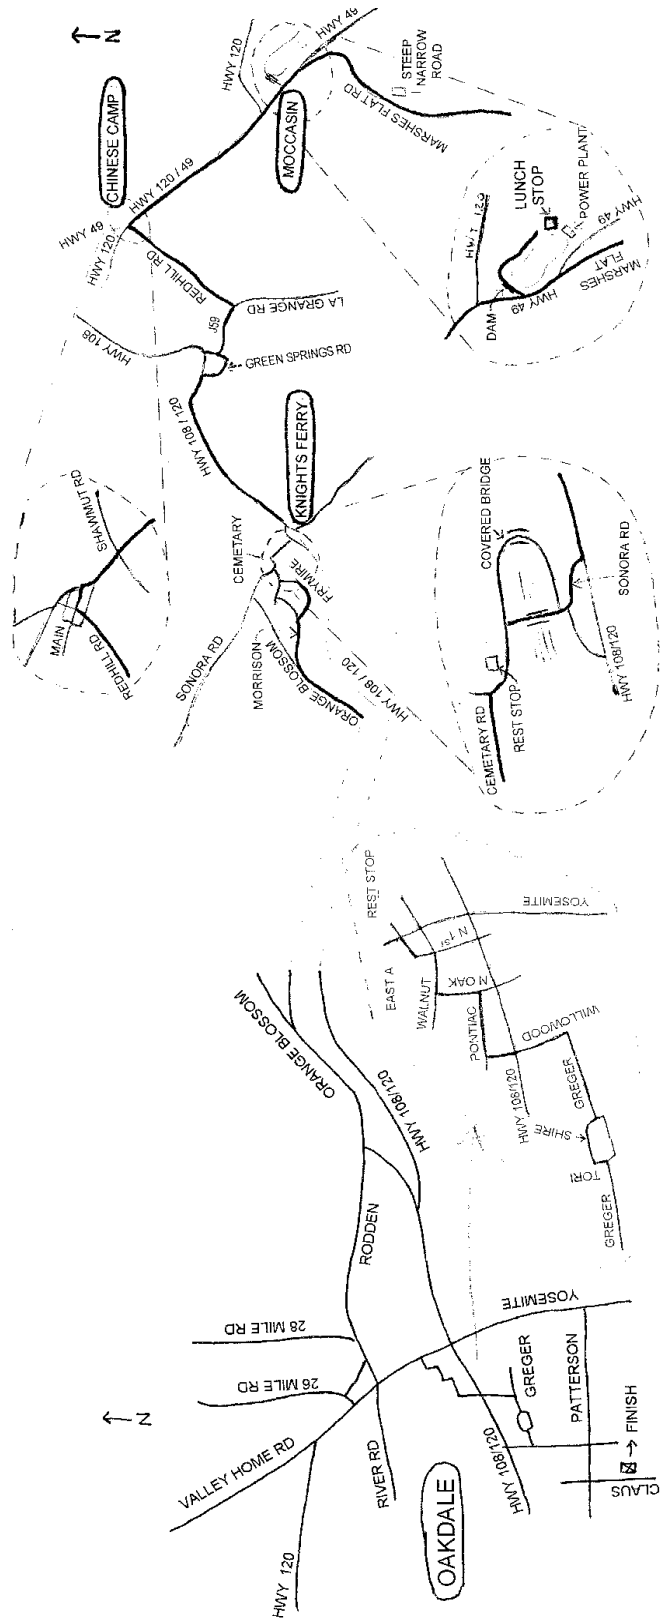 N
CHINESE CAMP
HWY 49
HWY 120
HWY 120 / 49
HWY 120
HWY 49
MOCCASIN
MARSHES FLAT RD
STEEP
NARROW
ROAD
REDHILL RD
LA GRANGE RD
J59
GREEN SPRINGS RD
HWY 108
HWY 108 / 120
KNIGHTS FERRY
CEMETARY
FRYMIRE
SONORA RD
MORRISON
ORANGE BLOSSOM
HWY 108 / 120
MAIN
SHAWMUT RD
REDHILL RD
HWY 120
LUNCH
STOP
POWER PLANT
HWY 49
MARSHES
FLAT
HWY 49
DAM
COVERED BRIDGE
SONORA RD
HWY 108/120
REST STOP
CEMETARY RD
REST STOP
YOSEMITE
EAST A
N 1ST
WALNUT
N OAK
PONTIAC
WILLOWOOD
HWY 108/120
GREGER
SHIRE
TORI
GREGER
ORANGE BLOSSOM
HWY 108/120
RODDEN
28 MILE RD
26 MILE RD
N
YOSEMITE
GREGER
PATTERSON
FINISH
CLAUS
VALLEY HOME RD
RIVER RD
HWY 108/120
HWY 120
OAKDALE